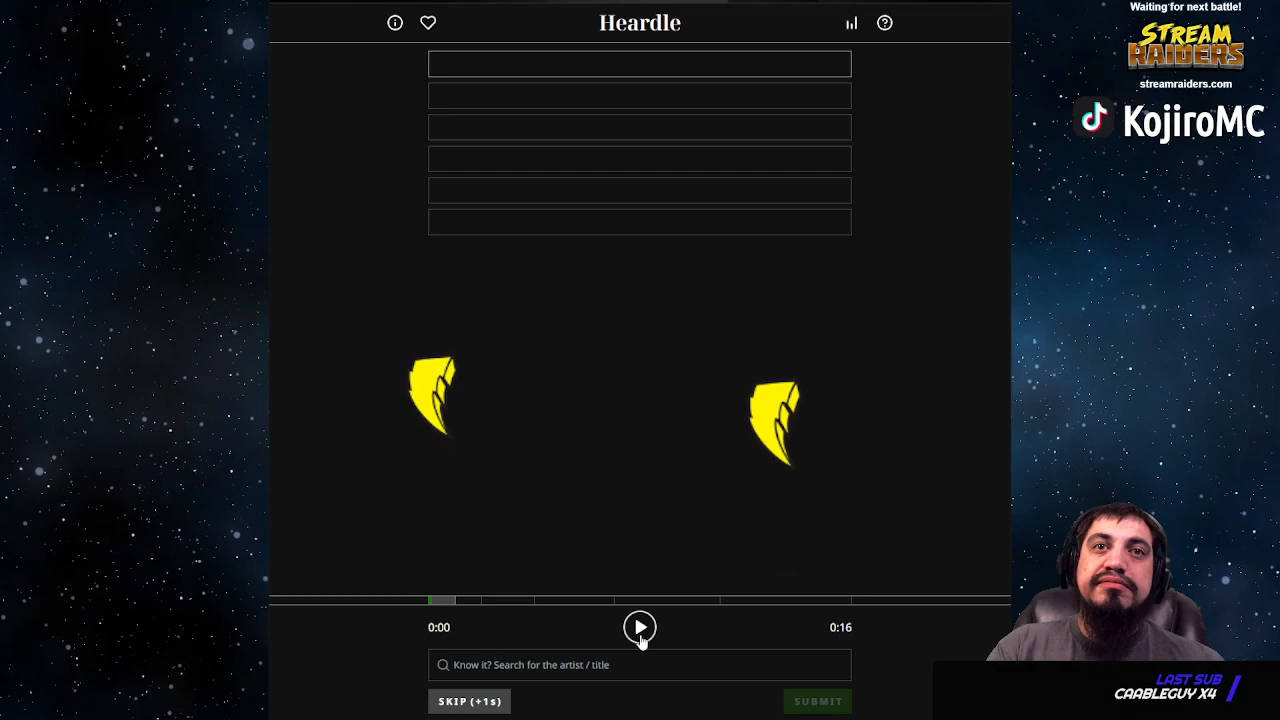 Heardle
Waiting for next battle!
STREAM
RAIDERS
streamraiders.com
KojiroMC
0:00
0:16
Know it? Search for the artist / title
SKIP (+1s)
SUBMIT
LAST SUB
CAABLEGUY X4